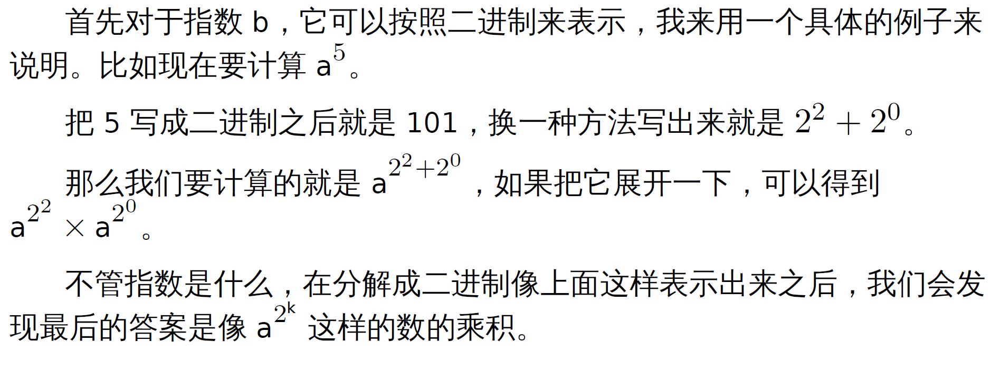 首先对于指数 b，它可以按照二进制来表示，我来用一个具体的例子来
说明。比如现在要计算 a^5。
把 5 写成二进制之后就是 101，换一种方法写出来就是 2^2 + 2^0。
那么我们要计算的就是 a^{2^2+2^0}，如果把它展开一下，可以得到
a^{2^2} × a^{2^0}。
不管指数是什么，在分解成二进制像上面这样表示出来之后，我们会发
现最后的答案是像 a^{2^k} 这样的数的乘积。